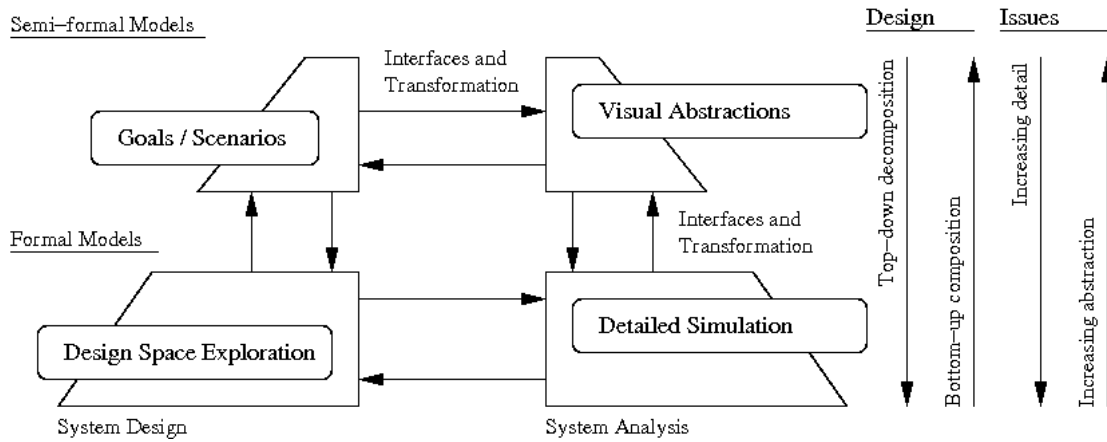 Semi-formal Models
Design
Issues
Interfaces and
Transformation
Goals / Scenarios
Visual Abstractions
Top-down decomposition
Increasing detail
Formal Models
Interfaces and
Transformation
Bottom-up composition
Increasing abstraction
Design Space Exploration
Detailed Simulation
System Design
System Analysis